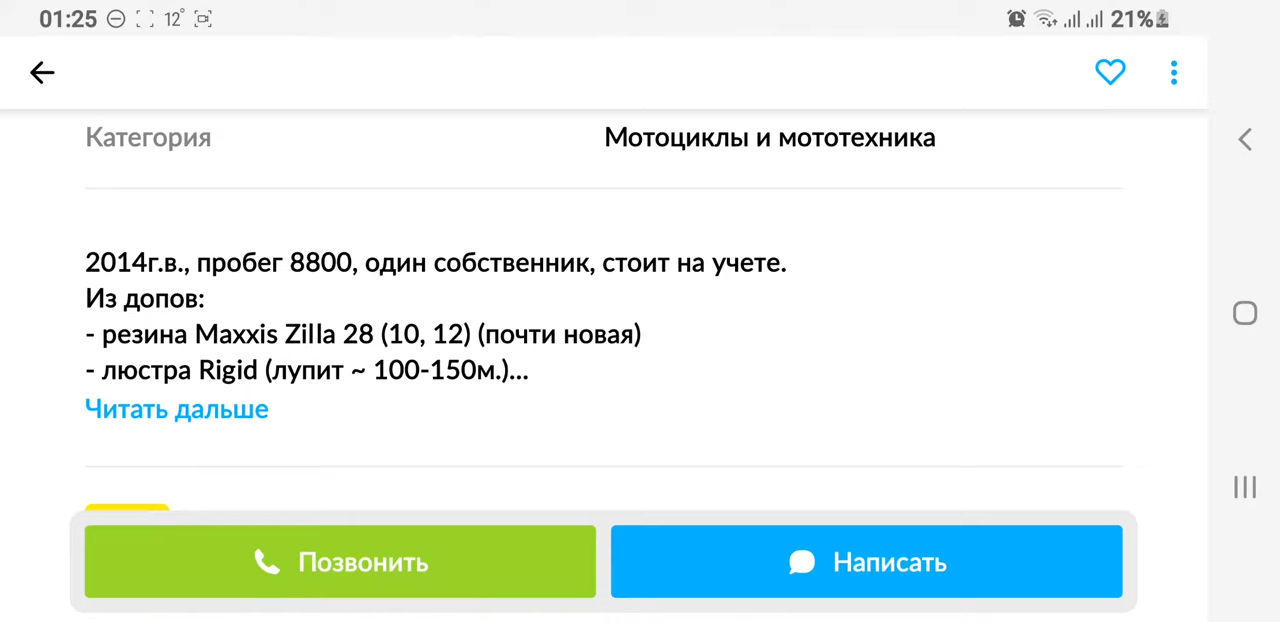 01:25 12° 21%
Категория Мотоциклы и мототехника
2014г.в., пробег 8800, один собственник, стоит на учете.
Из допов:
- резина Maxxis Zilla 28 (10, 12) (почти новая)
- люстра Rigid (лупит ~ 100-150м.)...
Читать дальше
Позвонить Написать